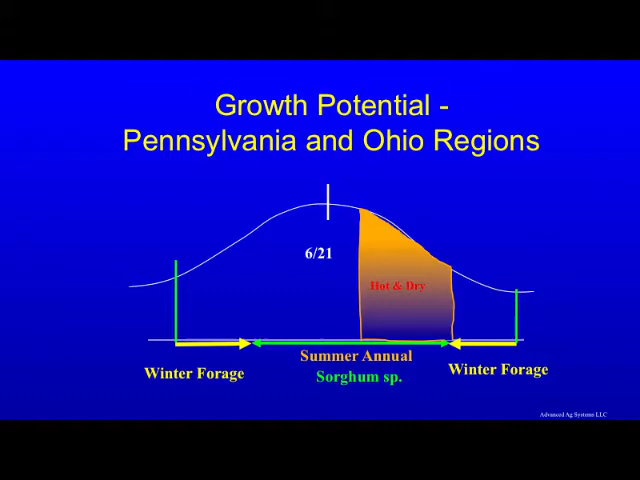 Growth Potential -
Pennsylvania and Ohio Regions
6/21
Hot & Dry
Summer Annual
Winter Forage
Sorghum sp.
Winter Forage
Advanced Ag Systems LLC